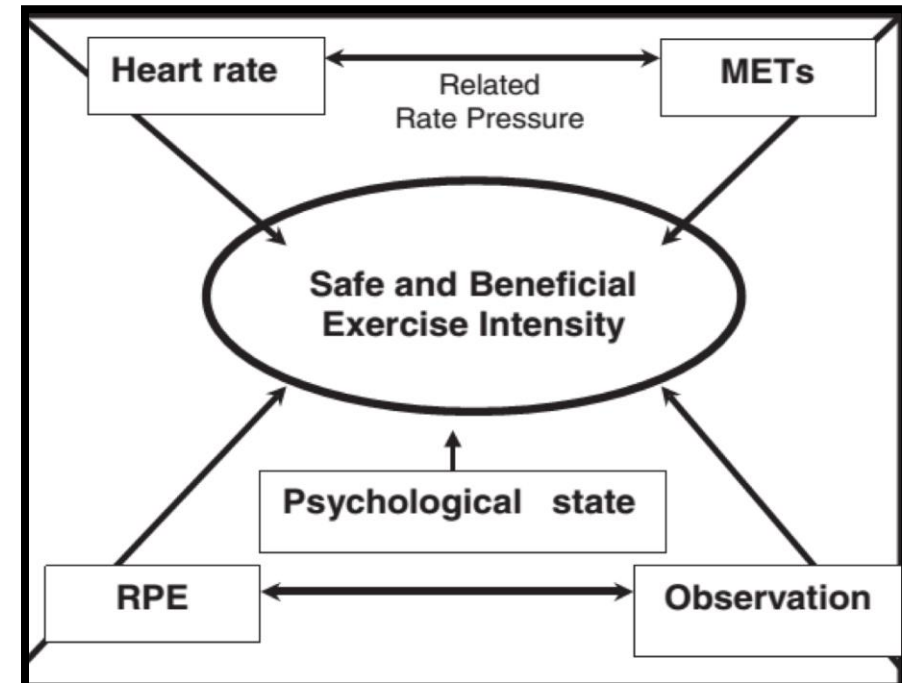 Heart rate
METs
Related
Rate Pressure
Safe and Beneficial
Exercise Intensity
Psychological state
RPE
Observation